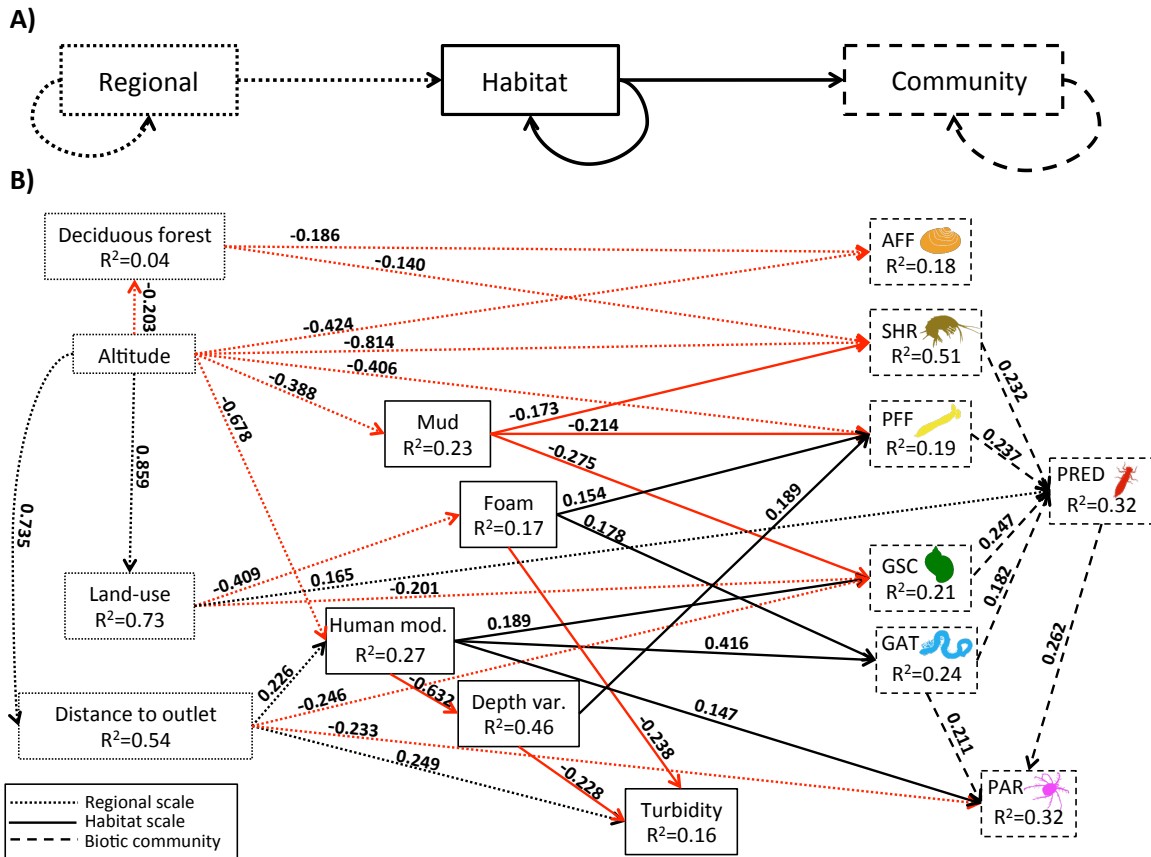 A)
Regional
Habitat
Community
B)
Deciduous forest
R²=0.04
-0.186
-0.140
AFF
R²=0.18
-0.203
Altitude
-0.424
-0.814
-0.406
-0.388
-0.678
SHR
R²=0.51
0.232
Mud
R²=0.23
-0.173
-0.214
-0.275
PFF
R²=0.19
0.237
PRED
R²=0.32
0.859
0.735
Foam
R²=0.17
0.154
0.178
0.189
0.247
Land-use
R²=0.73
-0.409
0.165
-0.201
GSC
R²=0.21
0.182
Human mod.
R²=0.27
0.189
0.416
GAT
R²=0.24
0.262
0.226
-0.246
-0.632
0.147
Distance to outlet
R²=0.54
Depth var.
R²=0.46
-0.233
-0.238
0.211
0.249
-0.228
Turbidity
R²=0.16
PAR
R²=0.32
Regional scale
Habitat scale
Biotic community